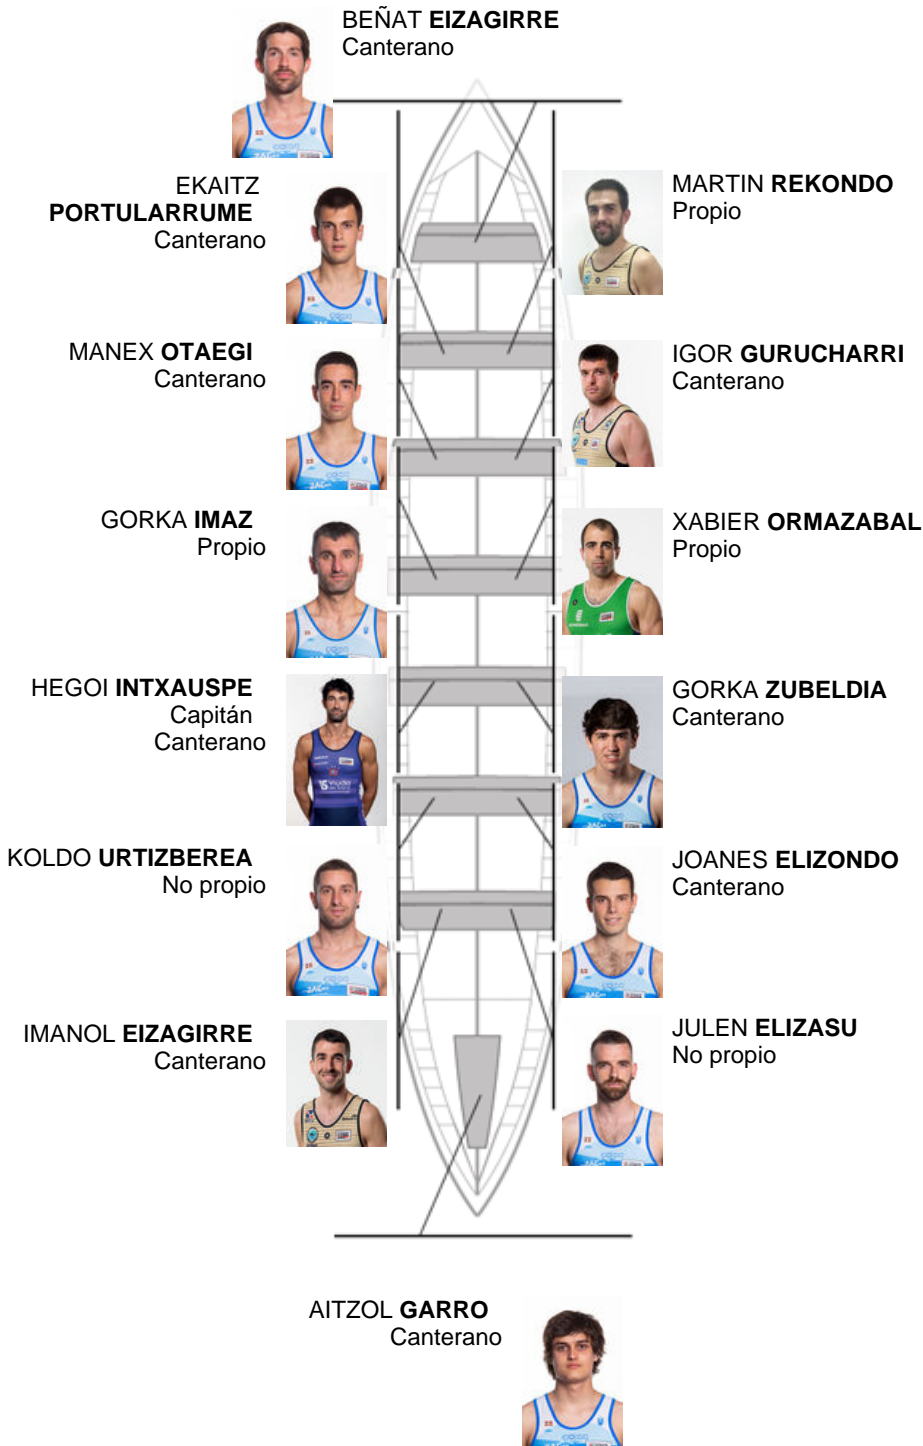 BEÑAT EIZAGIRRE
Canterano
EKAITZ
PORTULARRUME
Canterano
MARTIN REKONDO
Propio
MANEX OTAEGI
Canterano
IGOR GURUCHARRI
Canterano
GORKA IMAZ
Propio
XABIER ORMAZABAL
Propio
HEGOI INTXAUSPE
Capitán
Canterano
GORKA ZUBELDIA
Canterano
KOLDO URTIZBEREA
No propio
JOANES ELIZONDO
Canterano
IMANOL EIZAGIRRE
Canterano
JULEN ELIZASU
No propio
AITZOL GARRO
Canterano